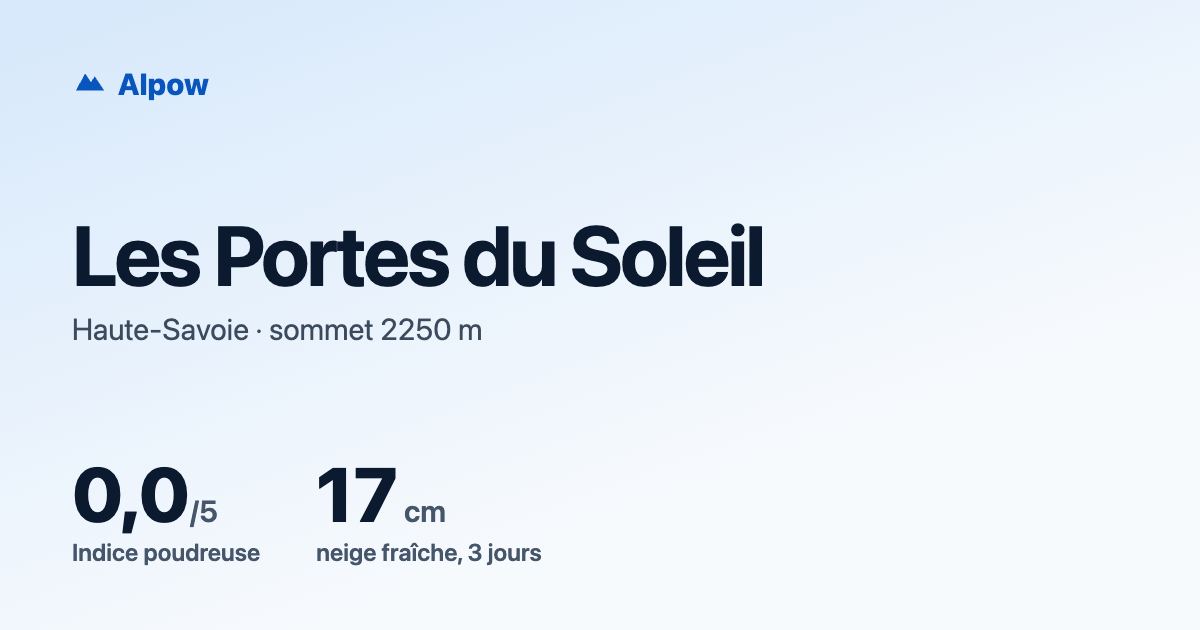 Alpow
Les Portes du Soleil
Haute-Savoie · sommet 2250 m
0,0/5 17 cm
Indice poudreuse neige fraîche, 3 jours